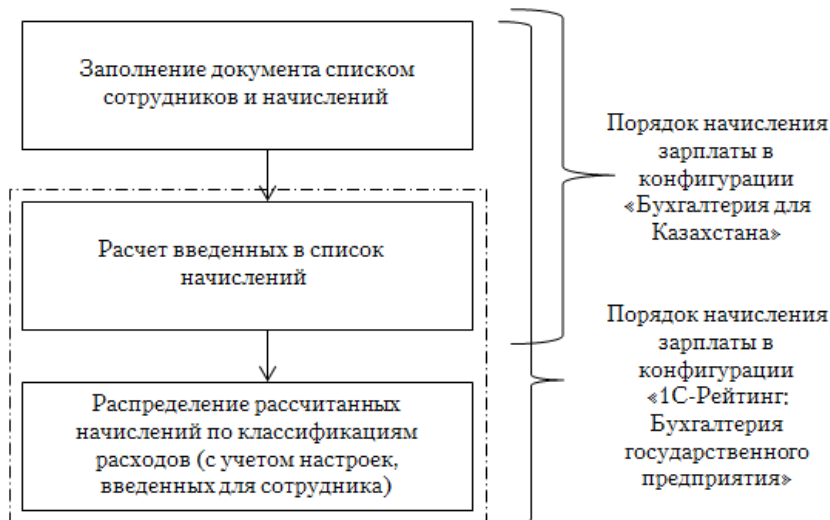 Заполнение документа списком
сотрудников и начислений
Расчет введенных в список
начислений
Распределение рассчитанных
начислений по классификациям
расходов (с учетом настроек,
введенных для сотрудника)
Порядок начисления
зарплаты в
конфигурации
«Бухгалтерия для
Казахстана»
Порядок начисления
зарплаты в
конфигурации
«1С-Рейтинг:
Бухгалтерия
государственного
предприятия»